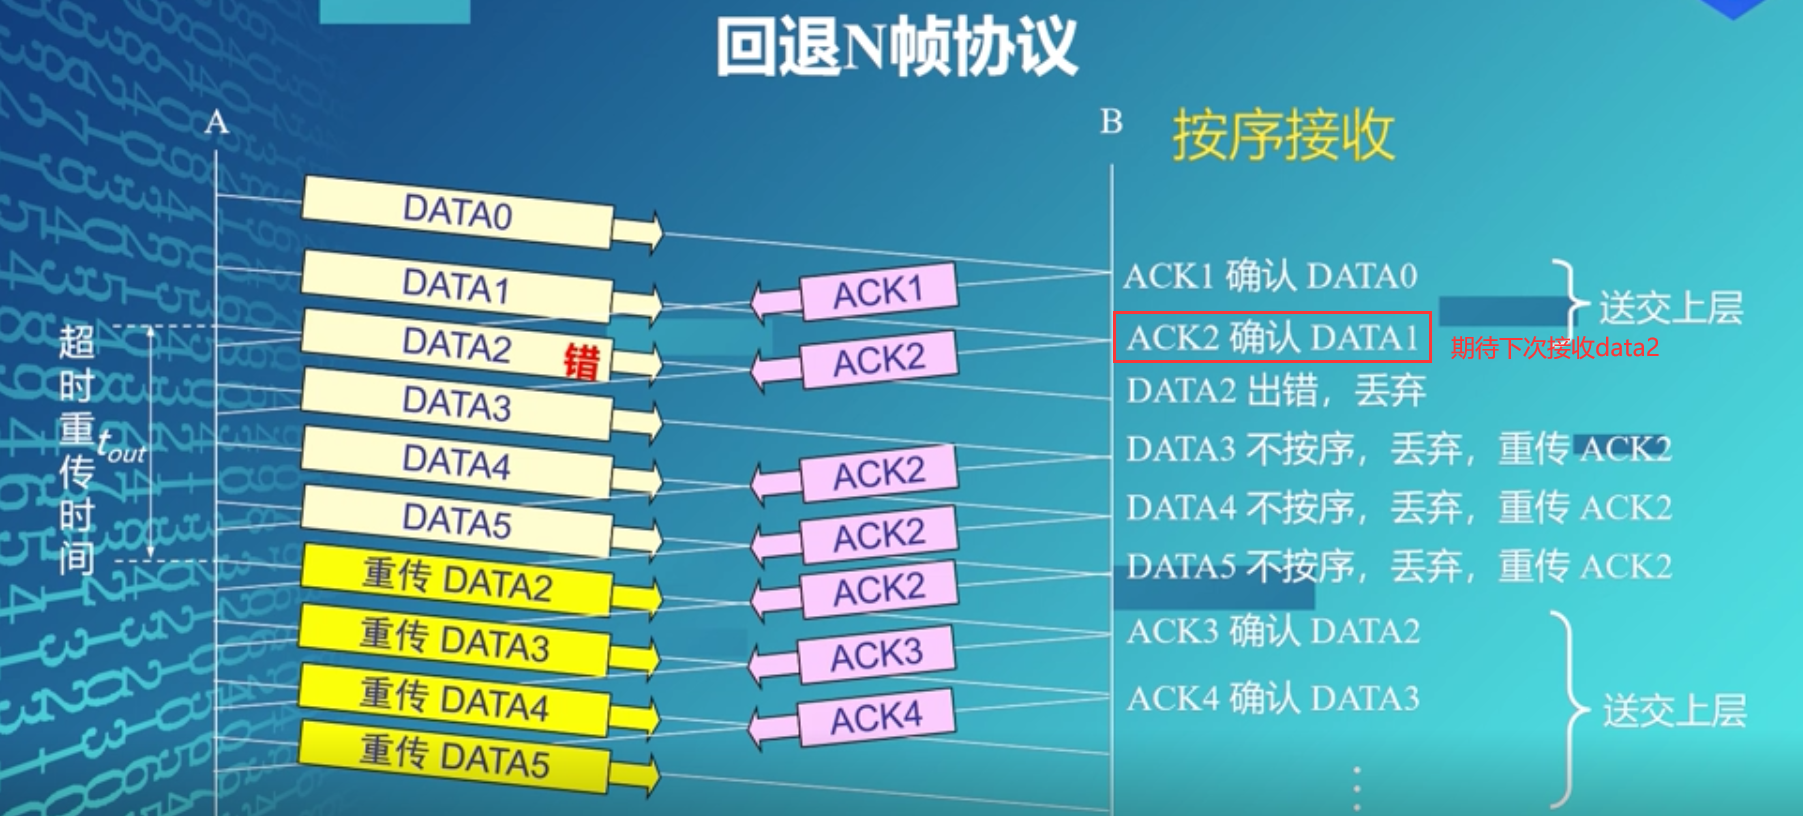 回退N帧协议
A
B
按序接收
DATA0
DATA1
ACK1
ACK1 确认 DATA0
送交上层
DATA2 错
ACK2
ACK2 确认 DATA1
期待下次接收data2
DATA2 出错，丢弃
超时重传时间
tout
DATA3
DATA3 不按序，丢弃，重传 ACK2
DATA4
ACK2
DATA4 不按序，丢弃，重传 ACK2
DATA5
ACK2
DATA5 不按序，丢弃，重传 ACK2
重传 DATA2
ACK2
ACK3 确认 DATA2
重传 DATA3
ACK3
ACK4 确认 DATA3
送交上层
重传 DATA4
ACK4
重传 DATA5